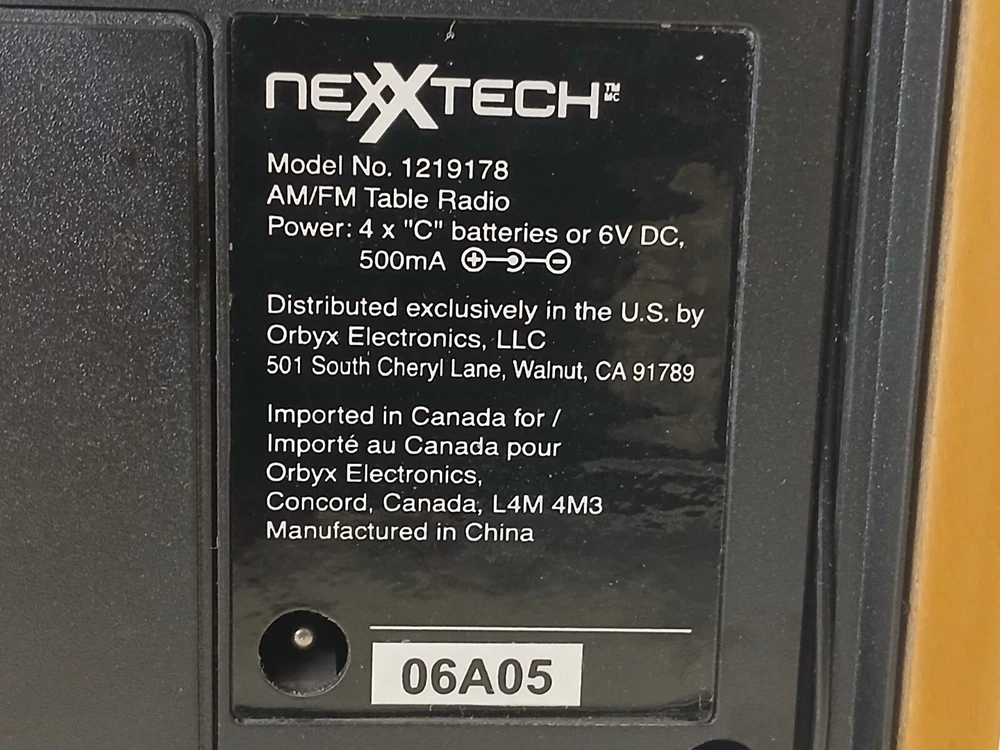 nexxTECH™ MC
Model No. 1219178
AM/FM Table Radio
Power: 4 x "C" batteries or 6V DC,
500mA
Distributed exclusively in the U.S. by
Orbyx Electronics, LLC
501 South Cheryl Lane, Walnut, CA 91789
Imported in Canada for /
Importé au Canada pour
Orbyx Electronics,
Concord, Canada, L4M 4M3
Manufactured in China
06A05